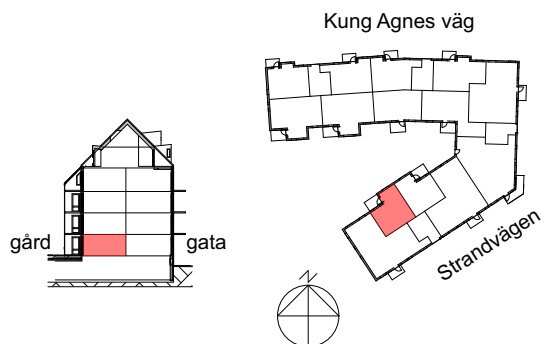 Kung Agnes väg
gård
gata
Strandvägen
N